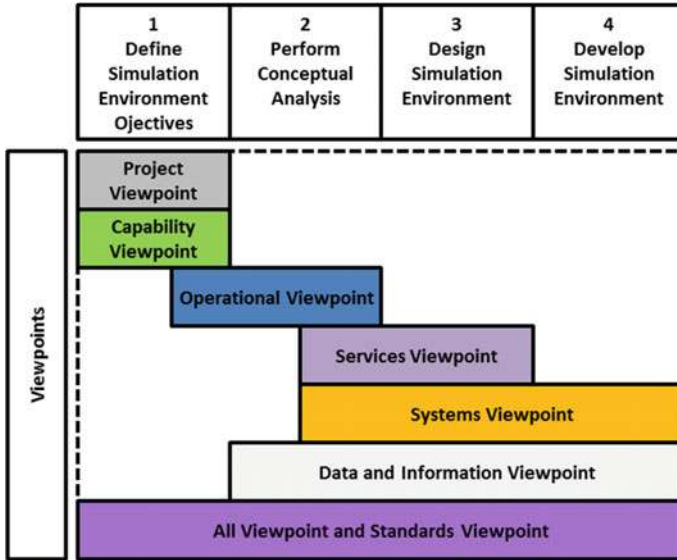 1
Define
Simulation
Environment
Ojectives
2
Perform
Conceptual
Analysis
3
Design
Simulation
Environment
4
Develop
Simulation
Environment
Viewpoints
Project
Viewpoint
Capability
Viewpoint
Operational Viewpoint
Services Viewpoint
Systems Viewpoint
Data and Information Viewpoint
All Viewpoint and Standards Viewpoint